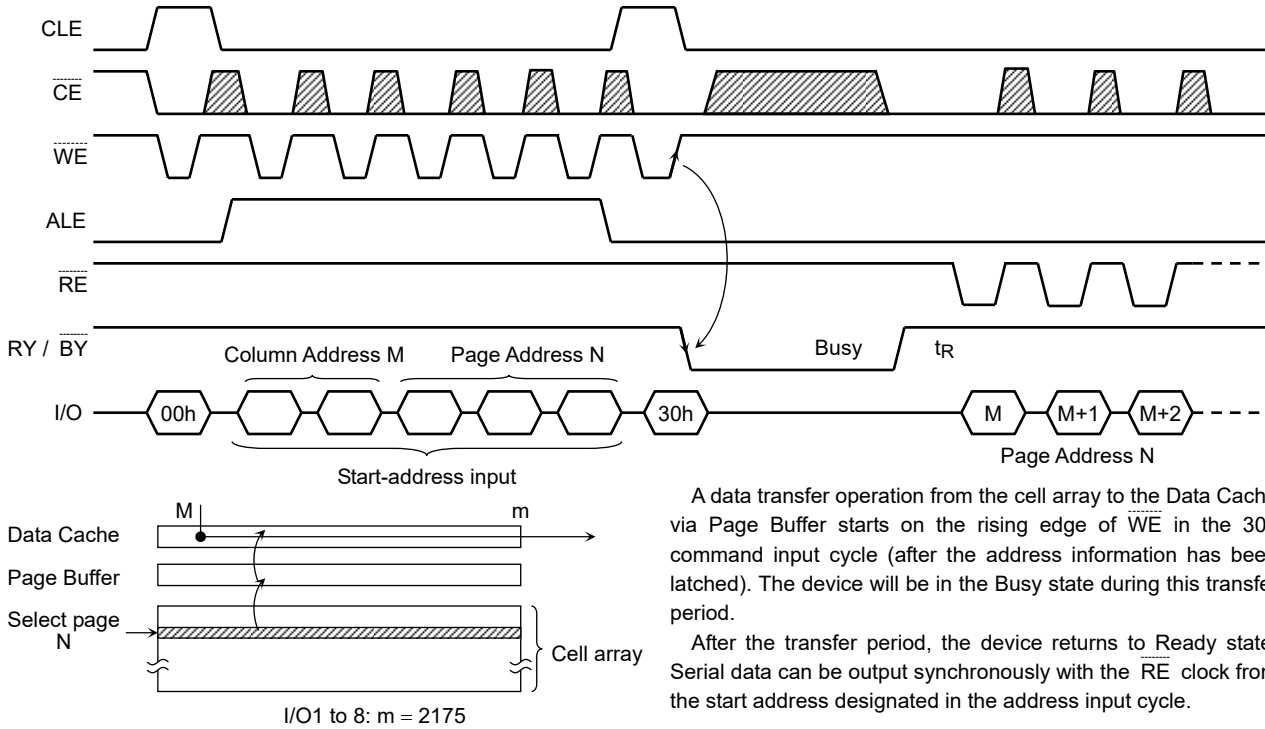 CLE
CE
WE
ALE
RE
RY / BY
Busy
tR
Column Address M
Page Address N
I/O
00h
30h
M
M+1
M+2
Start-address input
Page Address N
M
m
Data Cache
Page Buffer
Select page
N
Cell array
I/O1 to 8: m = 2175
A data transfer operation from the cell array to the Data Cach
via Page Buffer starts on the rising edge of WE in the 30
command input cycle (after the address information has bee
latched). The device will be in the Busy state during this transfe
period.
After the transfer period, the device returns to Ready state
Serial data can be output synchronously with the RE clock fron
the start address designated in the address input cycle.